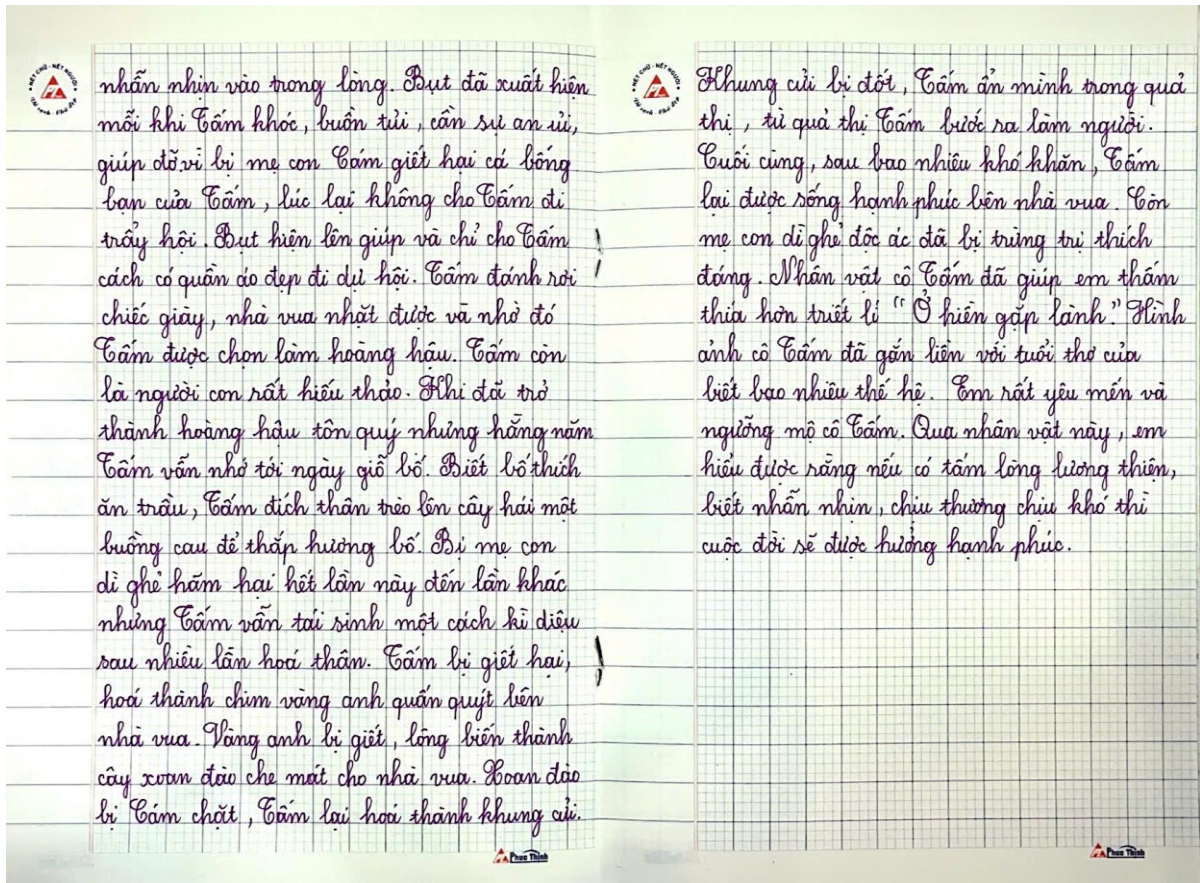 NÉT CHỮ - NẾT NGƯỜI
nhẫn nhịn vào trong lòng. Bụt đã xuất hiện
mỗi khi Tấm khóc, buồn tủi, cần sự an ủi,
giúp đỡ vì bị mẹ con Cám giết hại cá bống
bạn của Tấm, lúc lại không cho Tấm đi
trẩy hội. Bụt hiện lên giúp và chỉ cho Tấm
cách có quần áo đẹp đi dự hội. Tấm đánh rơi
chiếc giày, nhà vua nhặt được và nhờ đó
Tấm được chọn làm hoàng hậu. Tấm còn
là người con rất hiếu thảo. Khi đã trở
thành hoàng hậu tôn quý nhưng hằng năm
Tấm vẫn nhớ tới ngày giỗ bố. Biết bố thích
ăn trầu, Tấm đích thân trèo lên cây hái một
buồng cau để thắp hương bố. Bị mẹ con
dì ghẻ hãm hại hết lần này đến lần khác
nhưng Tấm vẫn tái sinh một cách kì diệu
sau nhiều lần hoá thân. Tấm bị giết hại,
hoá thành chim vàng anh quấn quýt bên
nhà vua. Vàng anh bị giết, lông biến thành
cây xoan đào che mát cho nhà vua. Xoan đào
bị Cám chặt, Tấm lại hoá thành khung cửi.
Phuc Thinh
NÉT CHỮ - NẾT NGƯỜI
Khung cửi bị đốt, Tấm ẩn mình trong quả
thị, từ quả thị Tấm bước ra làm người.
Cuối cùng, sau bao nhiêu khó khăn, Tấm
lại được sống hạnh phúc bên nhà vua. Còn
mẹ con dì ghẻ độc ác đã bị trừng trị thích
đáng. Nhân vật cô Tấm đã giúp em thấm
thía hơn triết lí "Ở hiền gặp lành." Hình
ảnh cô Tấm đã gắn liền với tuổi thơ của
biết bao nhiêu thế hệ. Em rất yêu mến và
ngưỡng mộ cô Tấm. Qua nhân vật này, em
hiểu được rằng nếu có tấm lòng lương thiện,
biết nhẫn nhịn, chịu thương chịu khó thì
cuộc đời sẽ được hưởng hạnh phúc.
Phuc Thinh